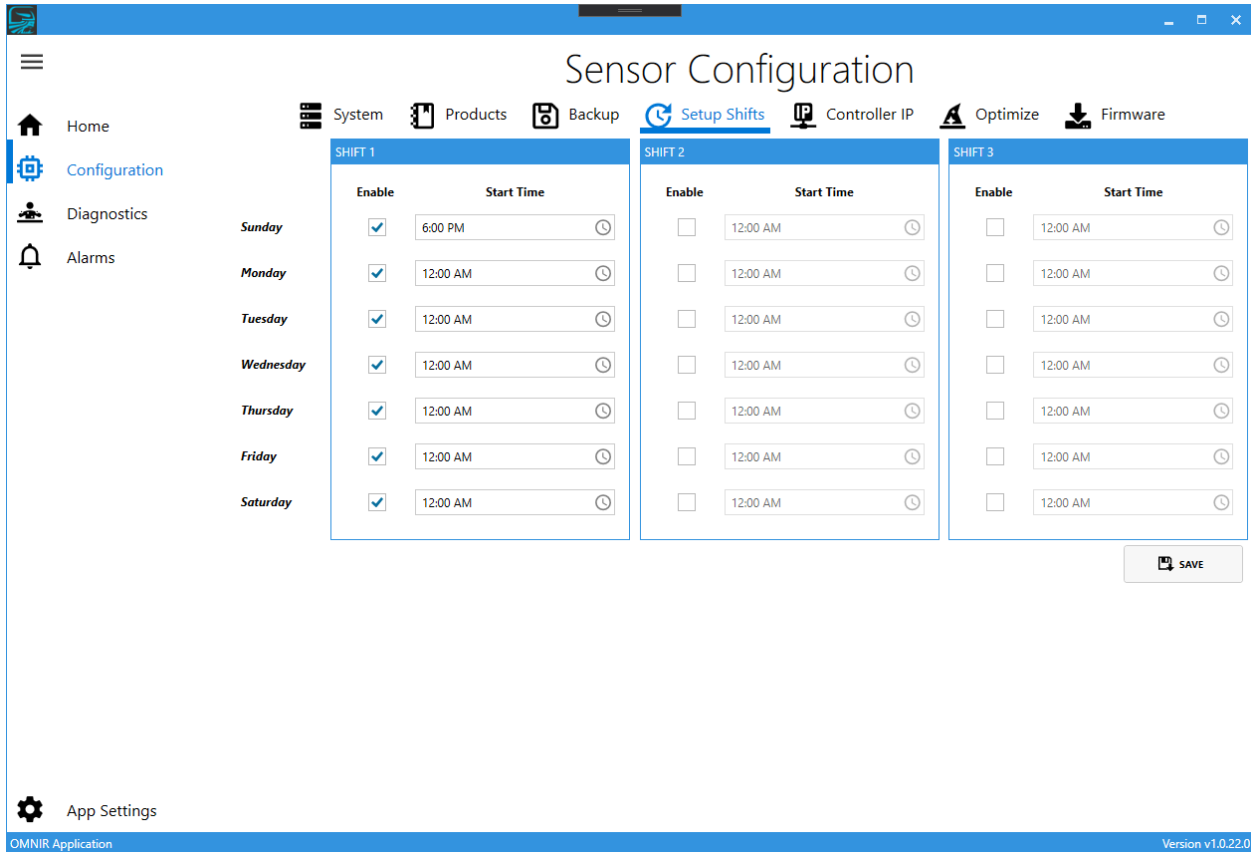 Sensor Configuration
Home
Configuration
Diagnostics
Alarms
System Products Backup Setup Shifts Controller IP Optimize Firmware
SHIFT 1 SHIFT 2 SHIFT 3
Enable Start Time Enable Start Time Enable Start Time
Sunday 6:00 PM 12:00 AM 12:00 AM
Monday 12:00 AM 12:00 AM 12:00 AM
Tuesday 12:00 AM 12:00 AM 12:00 AM
Wednesday 12:00 AM 12:00 AM 12:00 AM
Thursday 12:00 AM 12:00 AM 12:00 AM
Friday 12:00 AM 12:00 AM 12:00 AM
Saturday 12:00 AM 12:00 AM 12:00 AM
SAVE
App Settings
OMNIR Application Version v1.0.22.0